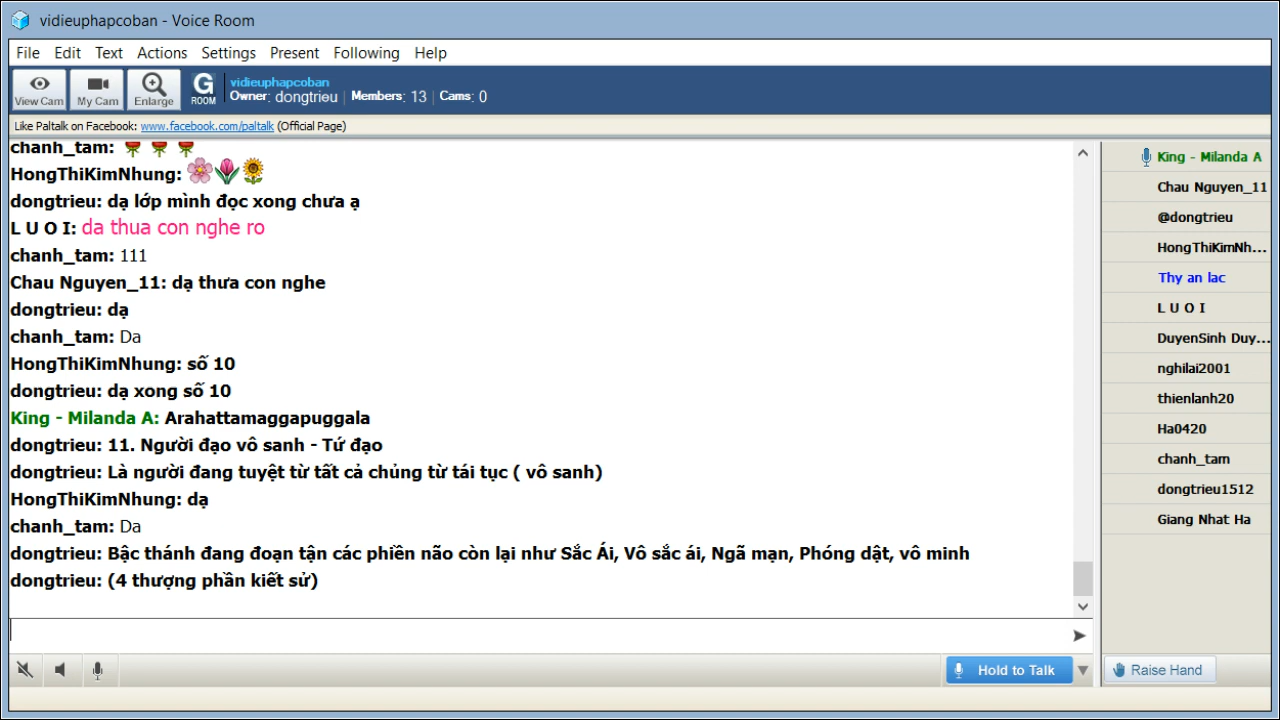 vidieuphapcoban - Voice Room
File Edit Text Actions Settings Present Following Help
View Cam My Cam Enlarge G ROOM
vidieuphapcoban
Owner: dongtrieu | Members: 13 | Cams: 0
Like Paltalk on Facebook: www.facebook.com/paltalk (Official Page)
chanh_tam:
HongThiKimNhung:
dongtrieu: dạ lớp mình đọc xong chưa ạ
L U O I: da thua con nghe ro
chanh_tam: 111
Chau Nguyen_11: dạ thưa con nghe
dongtrieu: dạ
chanh_tam: Da
HongThiKimNhung: số 10
dongtrieu: dạ xong số 10
King - Milanda A: Arahattamaggapuggala
dongtrieu: 11. Người đạo vô sanh - Tứ đạo
dongtrieu: Là người đang tuyệt từ tất cả chủng từ tái tục ( vô sanh)
HongThiKimNhung: dạ
chanh_tam: Da
dongtrieu: Bậc thánh đang đoạn tận các phiền não còn lại như Sắc Ái, Vô sắc ái, Ngã mạn, Phóng dật, vô minh
dongtrieu: (4 thượng phần kiết sử)
King - Milanda A
Chau Nguyen_11
@dongtrieu
HongThiKimNh...
Thy an lac
L U O I
DuyenSinh Duy...
nghilai2001
thienlanh20
Ha0420
chanh_tam
dongtrieu1512
Giang Nhat Ha
Hold to Talk
Raise Hand